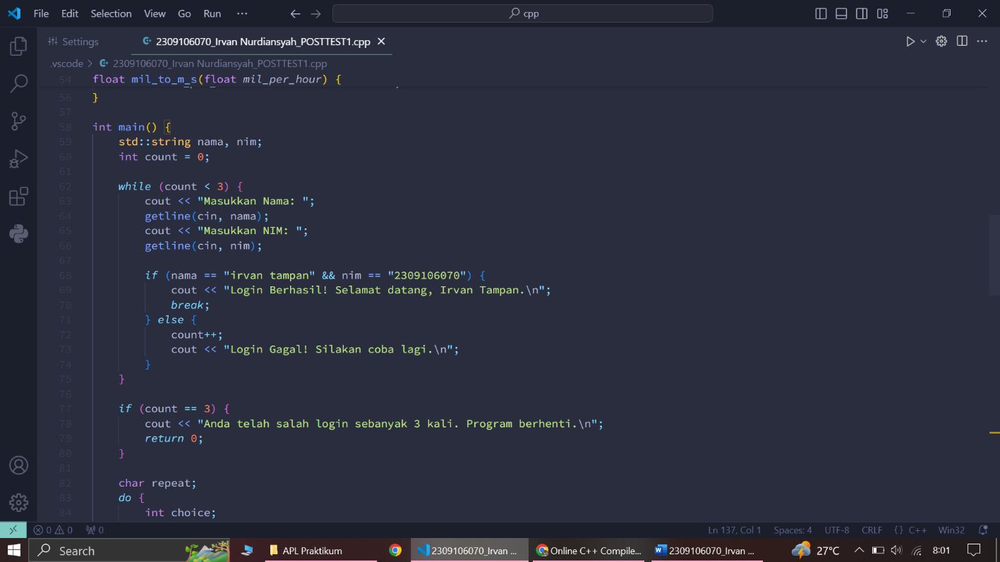 File Edit Selection View Go Run ··· cpp
Settings 2309106070_Irvan Nurdiansyah_POSTTEST1.cpp
.vscode > 2309106070_Irvan Nurdiansyah_POSTTEST1.cpp
54 float mil_to_m_s(float mil_per_hour) {
56 }
57
58 int main() {
59 std::string nama, nim;
60 int count = 0;
61
62 while (count < 3) {
63 cout << "Masukkan Nama: ";
64 getline(cin, nama);
65 cout << "Masukkan NIM: ";
66 getline(cin, nim);
67
68 if (nama == "irvan tampan" && nim == "2309106070") {
69 cout << "Login Berhasil! Selamat datang, Irvan Tampan.\n";
70 break;
71 } else {
72 count++;
73 cout << "Login Gagal! Silakan coba lagi.\n";
74 }
75 }
76
77 if (count == 3) {
78 cout << "Anda telah salah login sebanyak 3 kali. Program berhenti.\n";
79 return 0;
80 }
81
82 char repeat;
83 do {
84 int choice;
0 0 0 Ln 137, Col 1 Spaces: 4 UTF-8 CRLF {} C++ Win32
Search APL Praktikum 2309106070_Irvan ... Online C++ Compile... 2309106070_Irvan ... 27°C 8:01